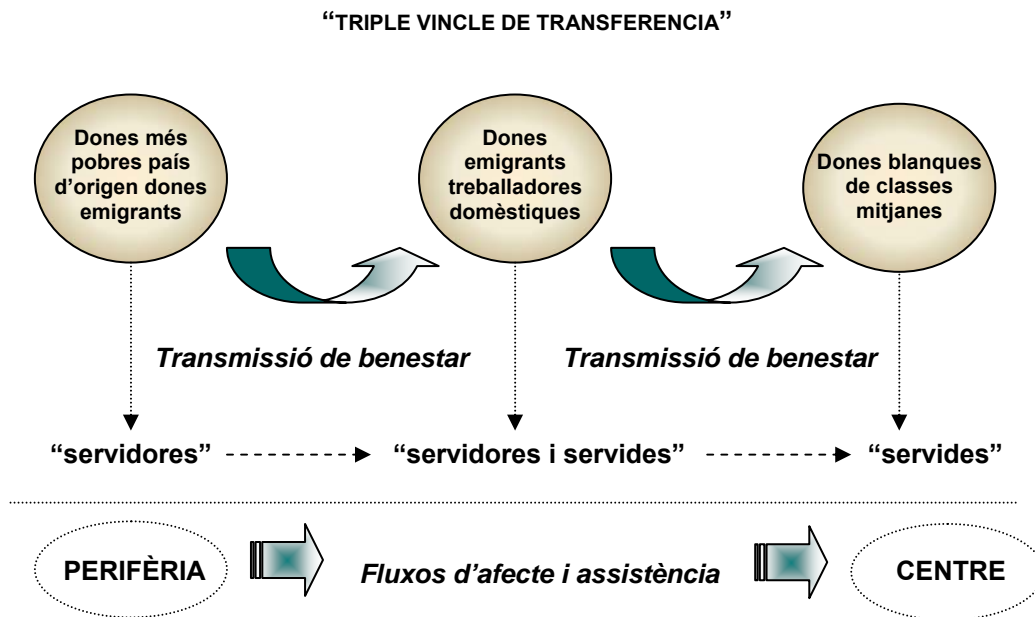 “TRIPLE VINCLE DE TRANSFERENCIA”
Dones més
pobres país
d’origen dones
emigrants
Dones
emigrants
treballadores
domèstiques
Dones blanques
de classes
mitjanes
Transmissió de benestar
Transmissió de benestar
“servidores”
“servidores i servides”
“servides”
PERIFÈRIA
Fluxos d’afecte i assistència
CENTRE